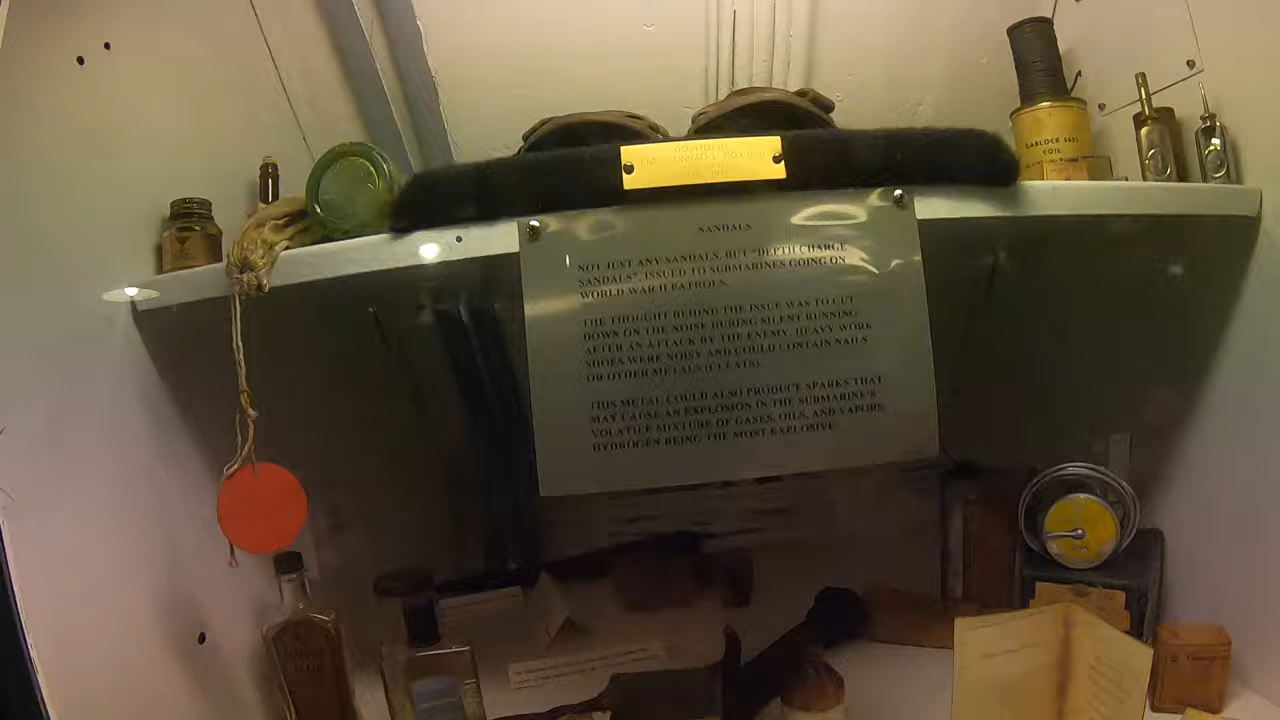 DONATED BY
GARLOCK
COIL
SANDALS
NOT JUST ANY SANDALS, BUT "DEPTH CHARGE
SANDALS", ISSUED TO SUBMARINES GOING ON
WORLD WAR II PATROLS.
THE THOUGHT BEHIND THE ISSUE WAS TO CUT
DOWN ON THE NOISE DURING SILENT RUNNING
AFTER AN ATTACK BY THE ENEMY. HEAVY WORK
SHOES WERE NOISY AND COULD CONTAIN NAILS
OR OTHER METALS (CLEATS).
THIS METAL COULD ALSO PRODUCE SPARKS THAT
MAY CAUSE AN EXPLOSION IN THE SUBMARINE'S
VOLATILE MIXTURE OF GASES, OILS, AND VAPORS
HYDROGEN BEING THE MOST EXPLOSIVE